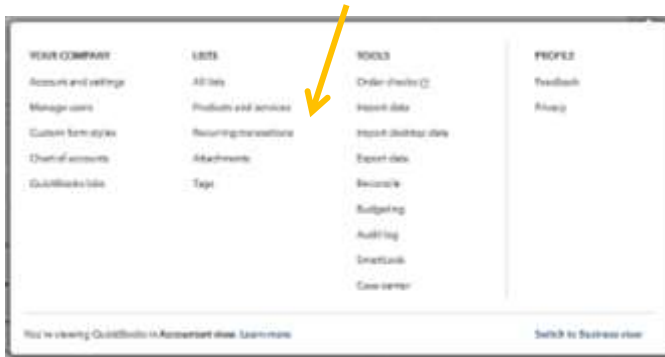 YOUR COMPANY
Account and settings
Manage users
Custom form styles
Chart of accounts
QuickBooks labs
LISTS
All lists
Products and services
Recurring transactions
Attachments
Tags
TOOLS
Order checks
Import data
Import desktop data
Export data
Reconcile
Budgeting
Audit log
SmartLook
Case center
PROFILE
Feedback
Privacy
You're viewing QuickBooks in Accountant view. Learn more
Switch to Business view